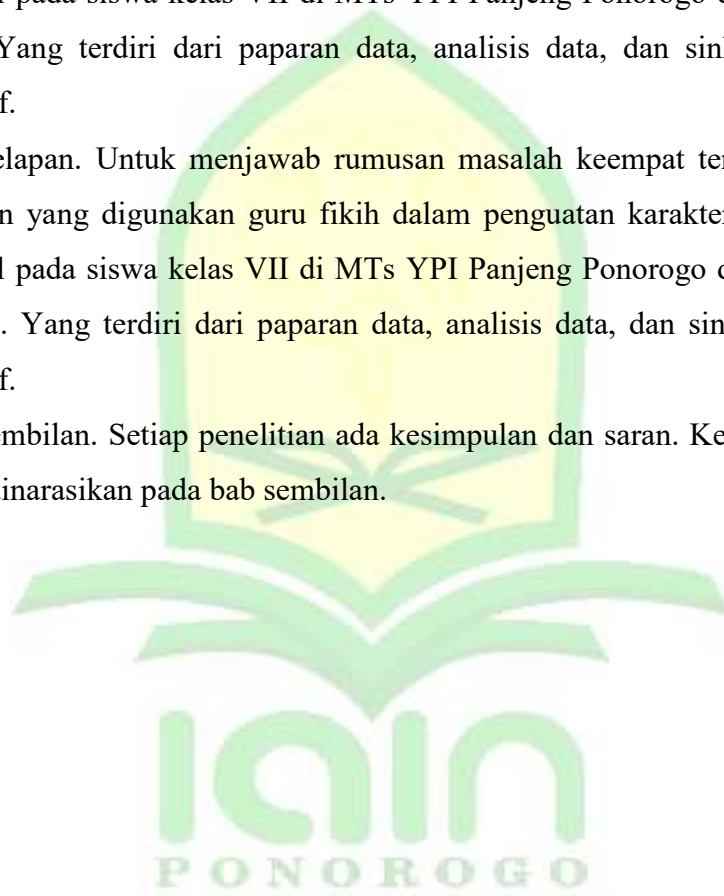 pada siswa kelas VII di MTs YPI Panjeng Ponorogo
Yang terdiri dari paparan data, analisis data, dan
f.
elapan. Untuk menjawab rumusan masalah keempat
n yang digunakan guru fikih dalam penguatan karakter
l pada siswa kelas VII di MTs YPI Panjeng Ponorogo
. Yang terdiri dari paparan data, analisis data, dan sin
f.
embilan. Setiap penelitian ada kesimpulan dan saran. Ke
inarasikan pada bab sembilan.
iain
PONOROGO